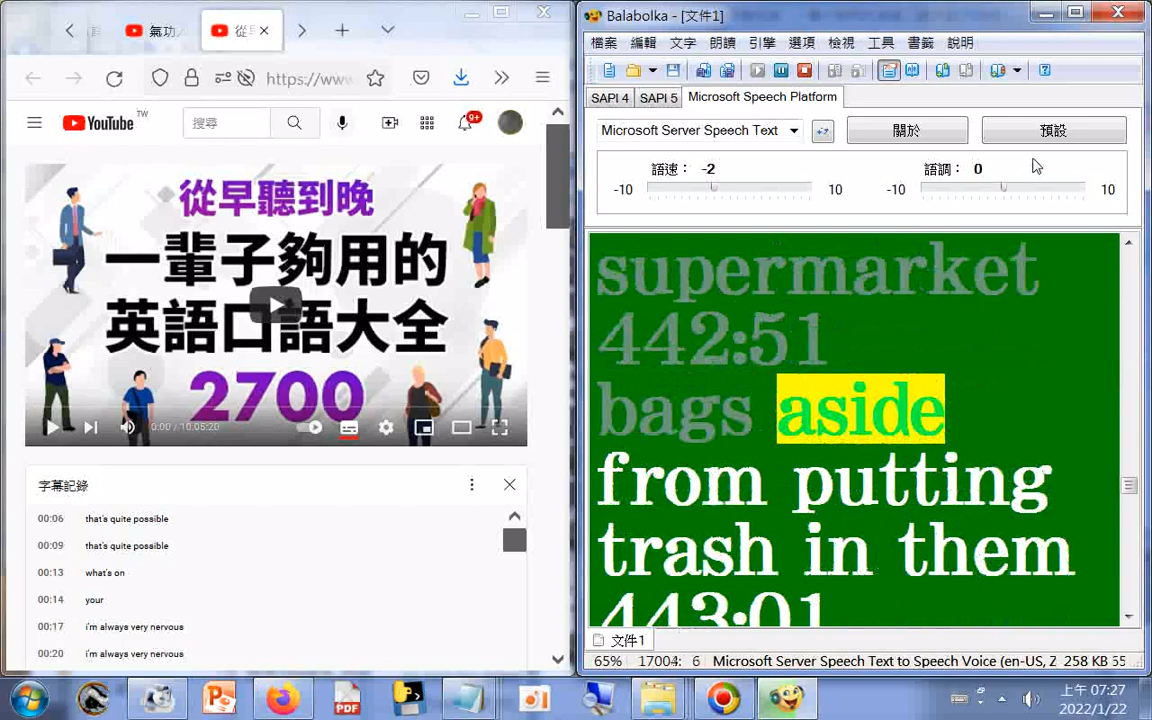 氣功
從
https://www
YouTube TW
搜尋
9+
從早聽到晚
一輩子夠用的
英語口語大全
2700
0:00 / 10:05:20
字幕記錄
00:06 that's quite possible
00:09 that's quite possible
00:13 what's on
00:14 your
00:17 i'm always very nervous
00:20 i'm always very nervous
Balabolka - [文件1]
檔案 編輯 文字 朗讀 引擎 選項 檢視 工具 書籤 說明
SAPI 4 SAPI 5 Microsoft Speech Platform
Microsoft Server Speech Text 關於 預設
語速： -2 語調： 0
-10 10 -10 10
supermarket
442:51
bags aside
from putting
trash in them
443:01
文件1
65% 17004: 6 Microsoft Server Speech Text to Speech Voice (en-US, Z 258 KB 55
PDF
上午 07:27
2022/1/22